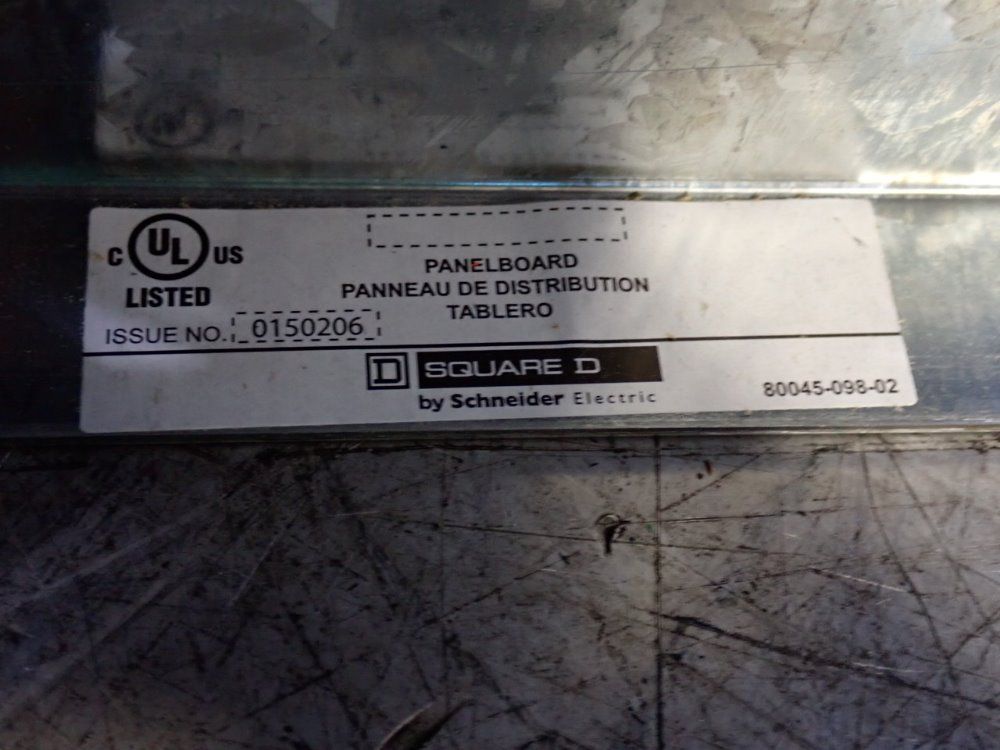 C UL US
LISTED
ISSUE NO. 0150206
PANELBOARD
PANNEAU DE DISTRIBUTION
TABLERO
D SQUARE D
by Schneider Electric
80045-098-02